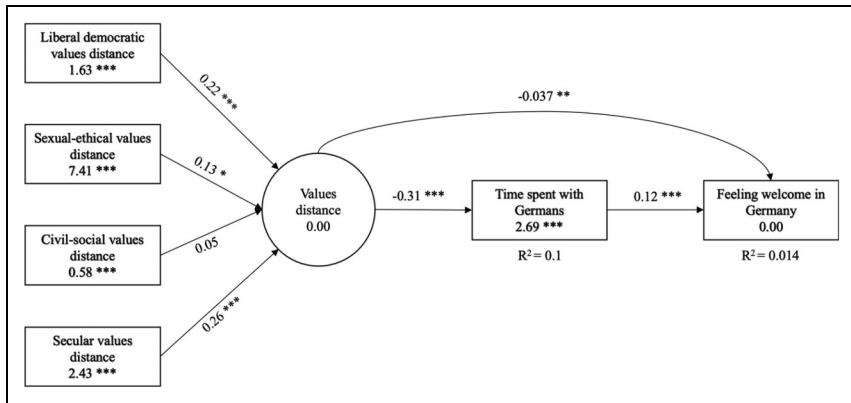 Liberal democratic
values distance
1.63 ***
0.22 ***
Sexual-ethical values
distance
7.41 ***
0.13 *
Civil-social values
distance
0.58 ***
0.05
Secular values
distance
2.43 ***
0.26 ***
Values
distance
0.00
-0.037 **
-0.31 ***
Time spent with
Germans
2.69 ***
R² = 0.1
0.12 ***
Feeling welcome in
Germany
0.00
R² = 0.014